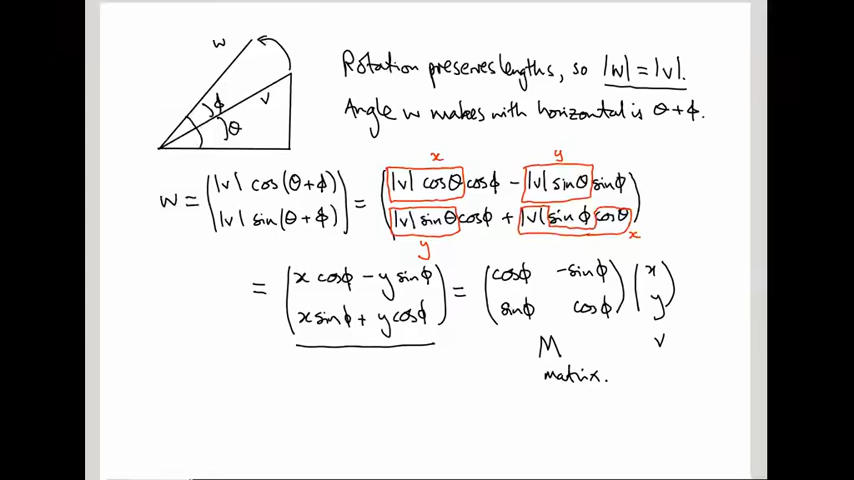 w
φ
v
θ
Rotation preserves lengths, so |w| = |v|.
Angle w makes with horizontal is θ+φ.
x
y
w = (|v| cos(θ+φ)) = (|v| cosθ cosφ − |v| sinθ sinφ)
(|v| sin(θ+φ)) (|v| sinθ cosφ + |v| sinφ cosθ)
y
x
= (x cosφ − y sinφ) = (cosφ −sinφ) (x)
(x sinφ + y cosφ) (sinφ cosφ) (y)
M v
matrix.